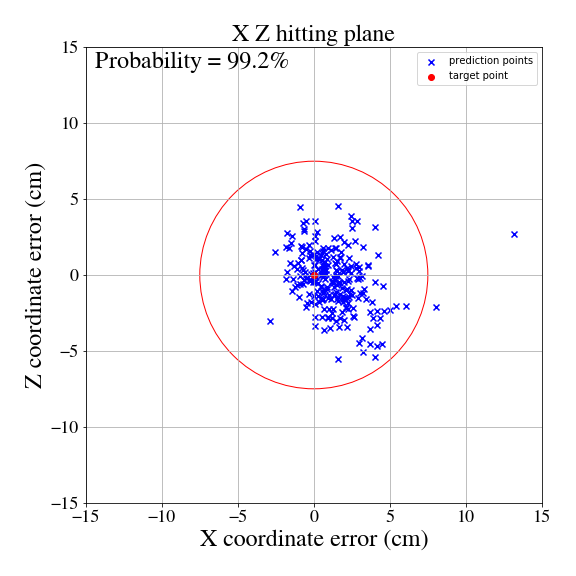 X Z hitting plane
Probability = 99.2%
prediction points
target point
15
10
5
0
−5
−10
−15
Z coordinate error (cm)
−15 −10 −5 0 5 10 15
X coordinate error (cm)